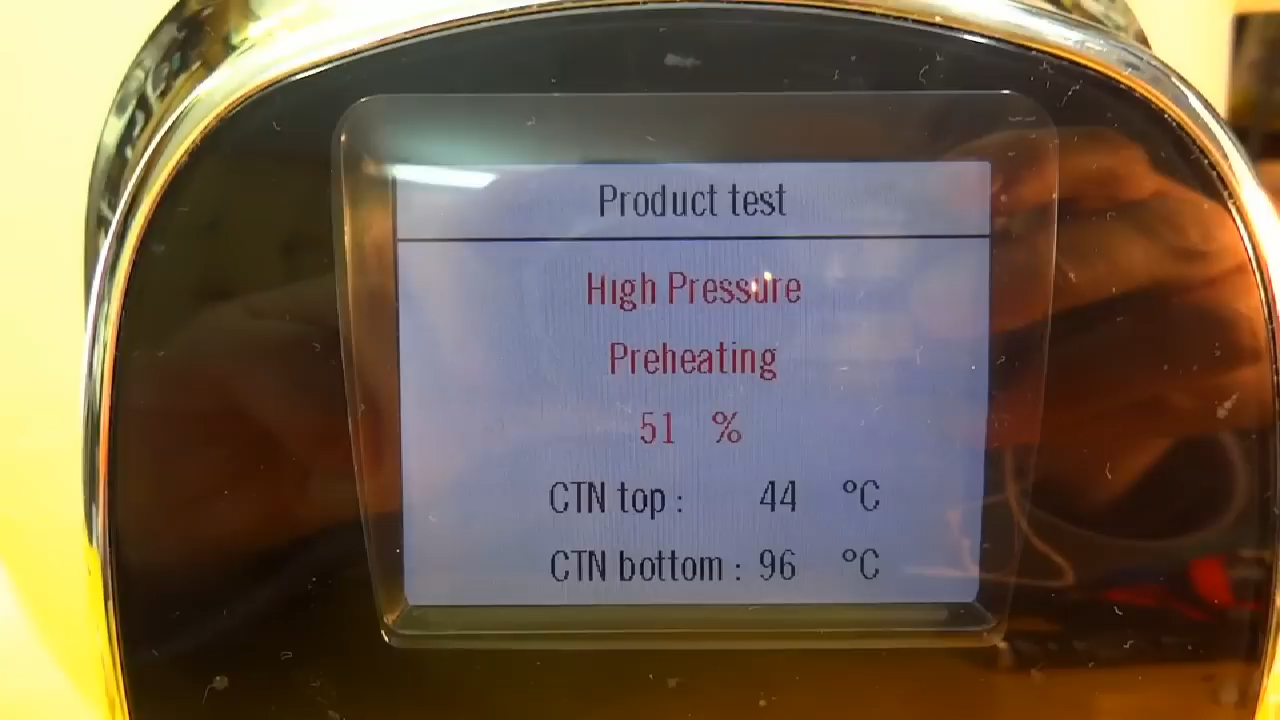 Product test
High Pressure
Preheating
51 %
CTN top : 44 °C
CTN bottom : 96 °C